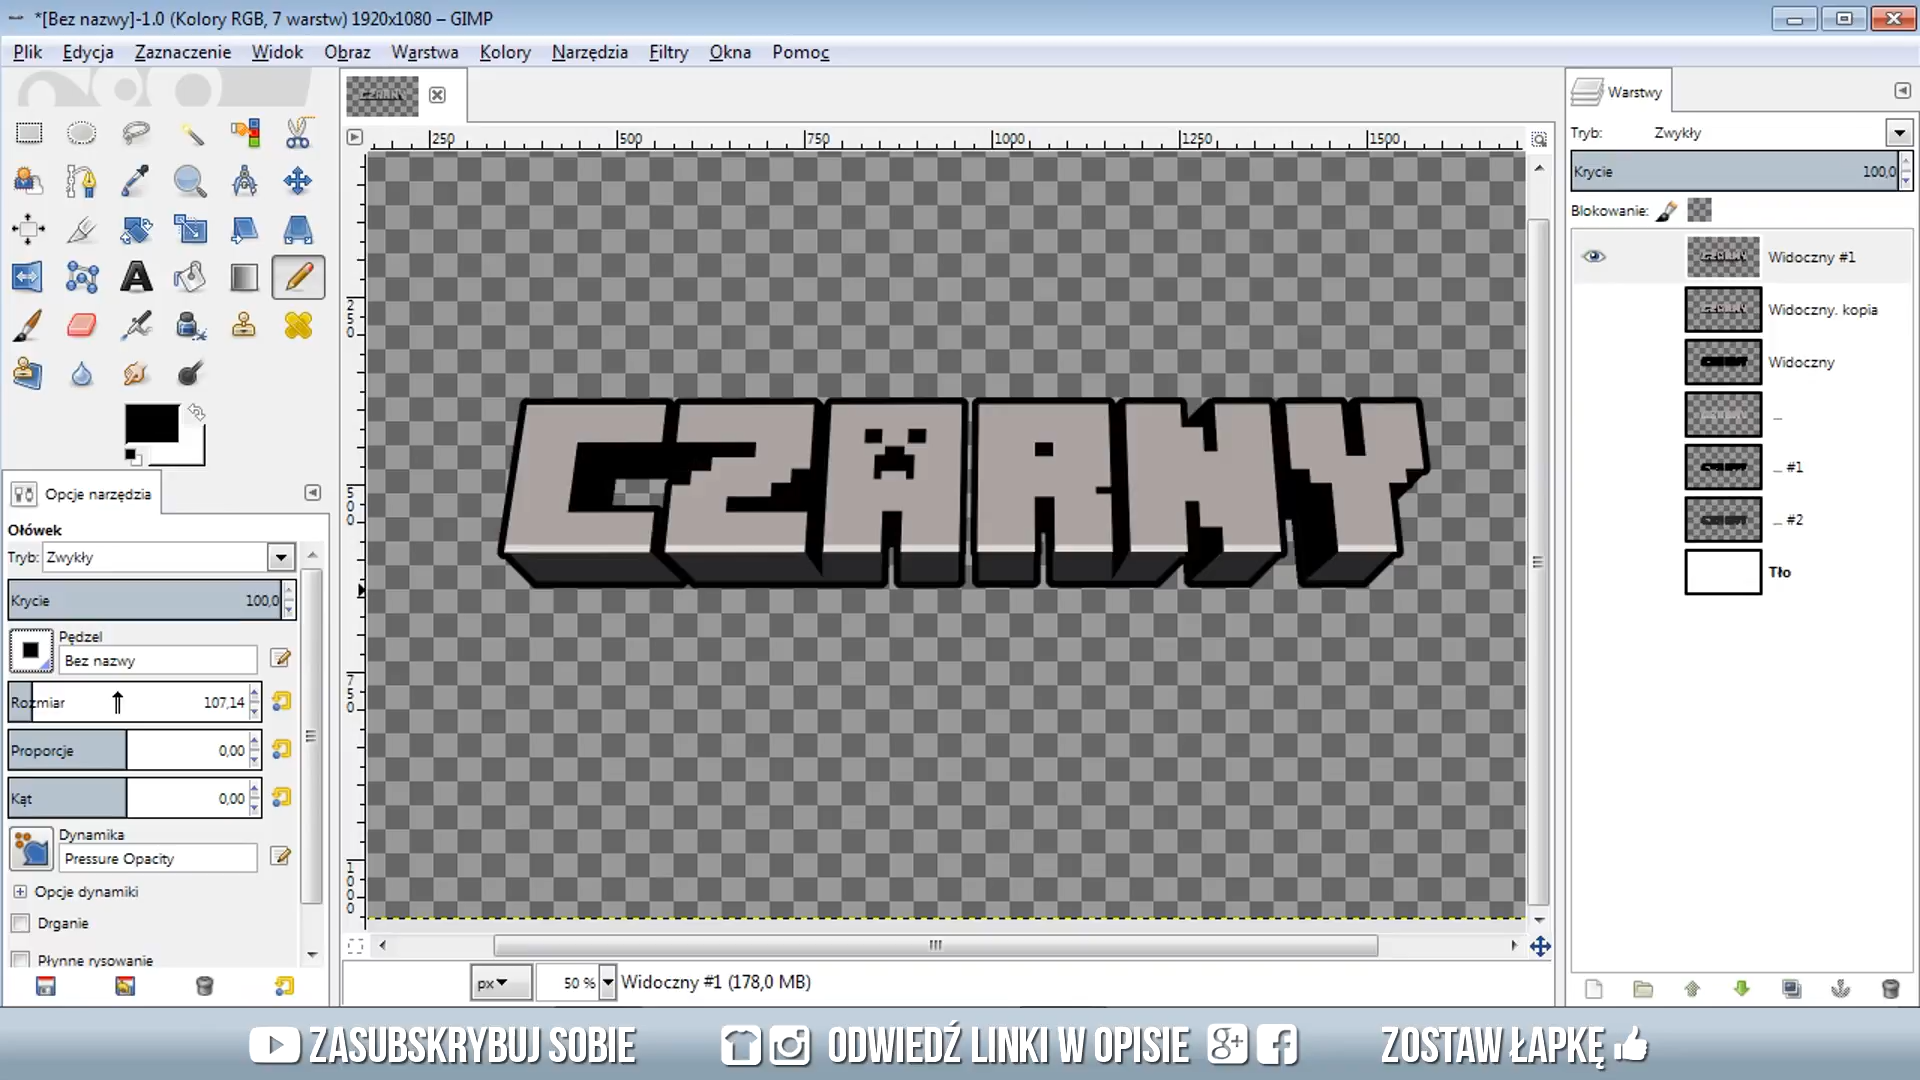 *[Bez nazwy]-1.0 (Kolory RGB, 7 warstw) 1920x1080 – GIMP
Plik Edycja Zaznaczenie Widok Obraz Warstwa Kolory Narzędzia Filtry Okna Pomoc
Warstwy
250 500 750 1000 1250 1500
Tryb: Zwykły
Krycie 100,0
Blokowanie:
Widoczny #1
Widoczny. kopia
Widoczny
_
_ #1
_ #2
Tło
250
500
750
1000
CZARNY
Opcje narzędzia
Ołówek
Tryb: Zwykły
Krycie 100,0
Pędzel
Bez nazwy
Rozmiar 107,14
Proporcje 0,00
Kąt 0,00
Dynamika
Pressure Opacity
Opcje dynamiki
Drganie
Płynne rysowanie
px 50 % Widoczny #1 (178,0 MB)
ZASUBSKRYBUJ SOBIE ODWIEDŹ LINKI W OPISIE g+ f ZOSTAW ŁAPKĘ